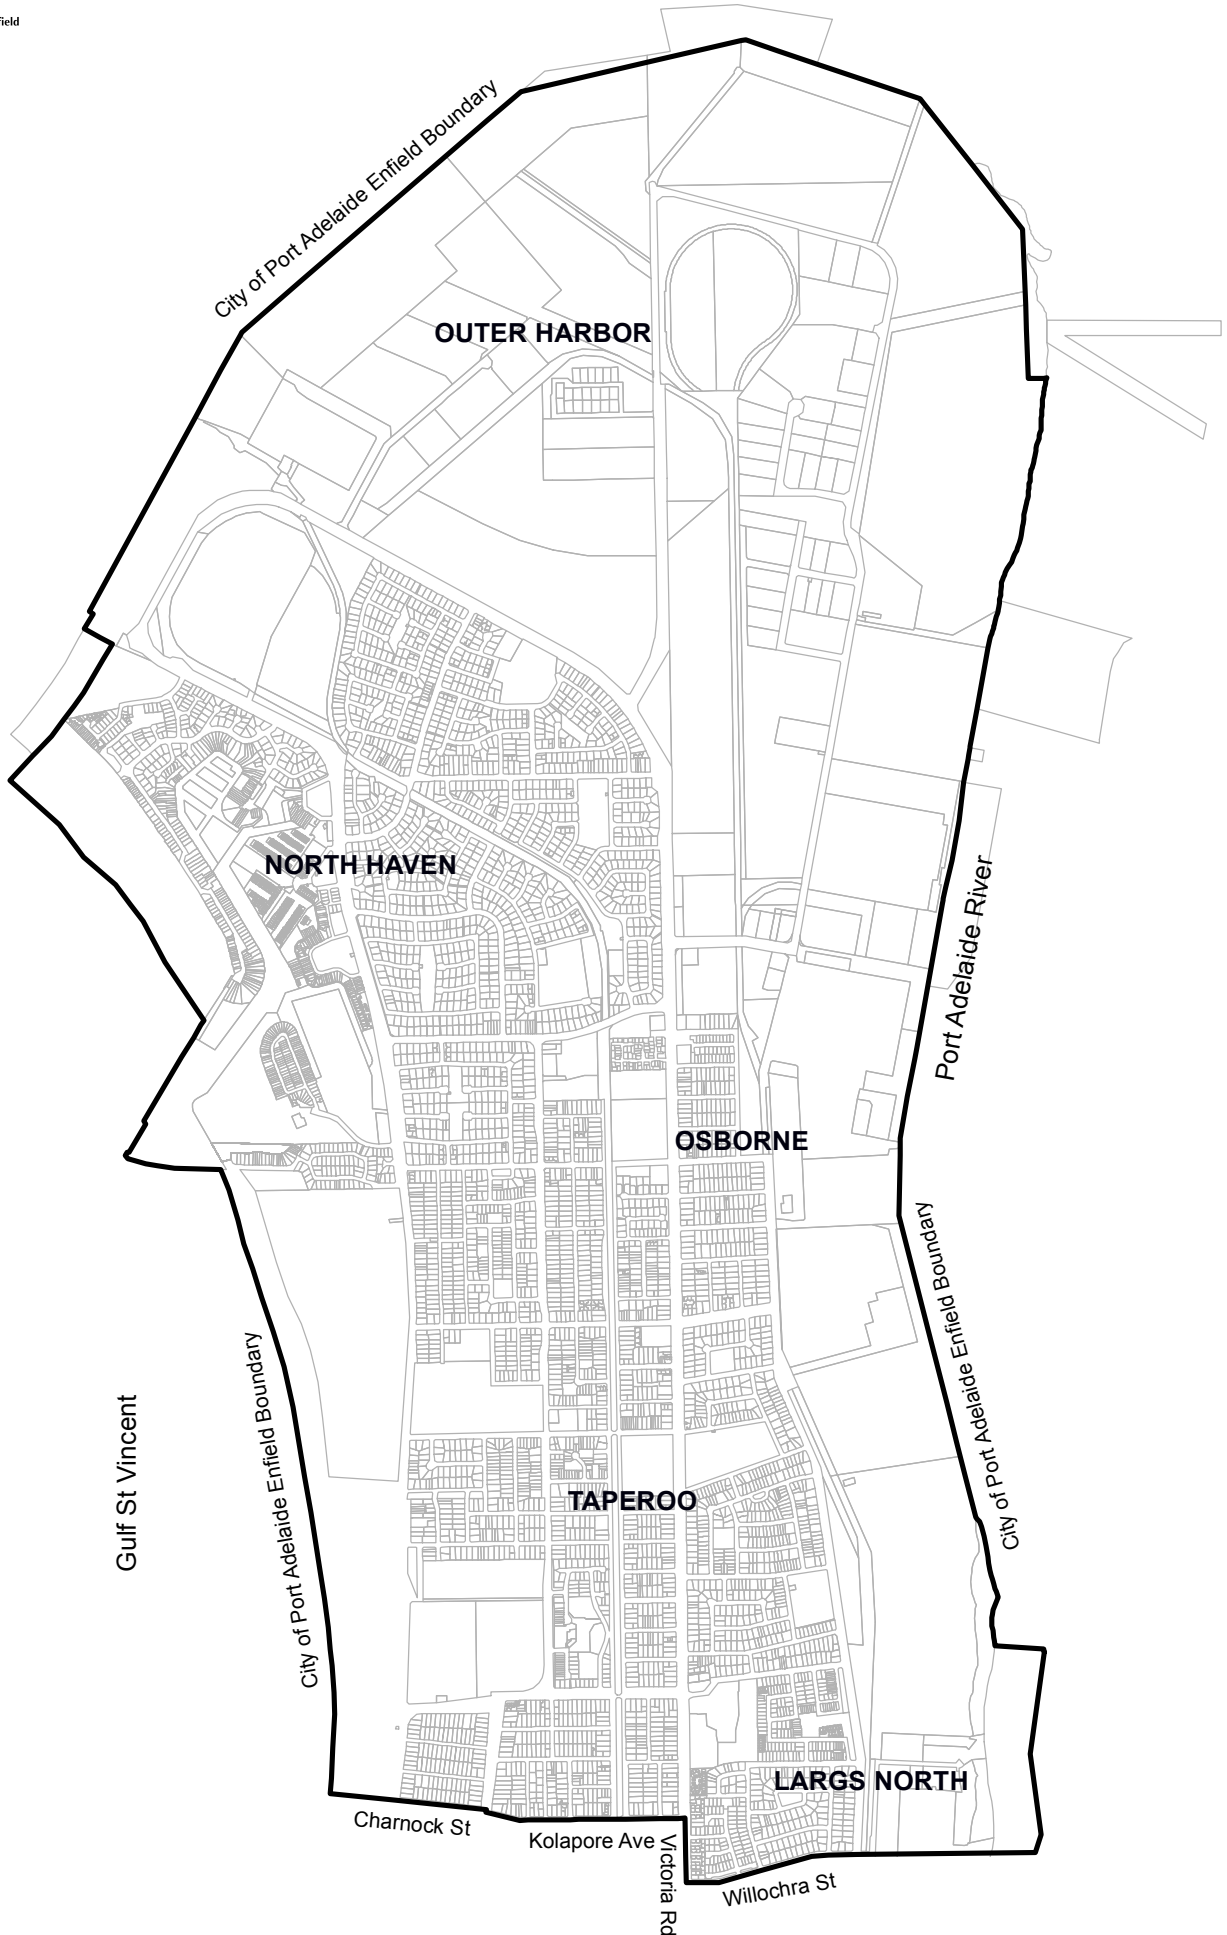 City of Port Adelaide Enfield Boundary
OUTER HARBOR
NORTH HAVEN
Port Adelaide River
OSBORNE
City of Port Adelaide Enfield Boundary
City of Port Adelaide Enfield Boundary
Gulf St Vincent
TAPEROO
LARGS NORTH
Charnock St
Kolapore Ave
Victoria Rd
Willochra St